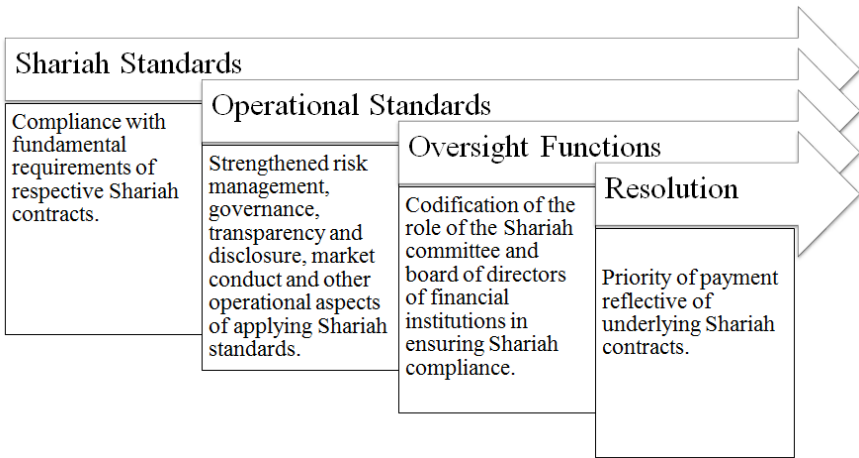 Shariah Standards
Compliance with
fundamental
requirements of
respective Shariah
contracts.
Operational Standards
Strengthened risk
management,
governance,
transparency and
disclosure, market
conduct and other
operational aspects
of applying Shariah
standards.
Oversight Functions
Codification of the
role of the Shariah
committee and
board of directors
of financial
institutions in
ensuring Shariah
compliance.
Resolution
Priority of payment
reflective of
underlying Shariah
contracts.